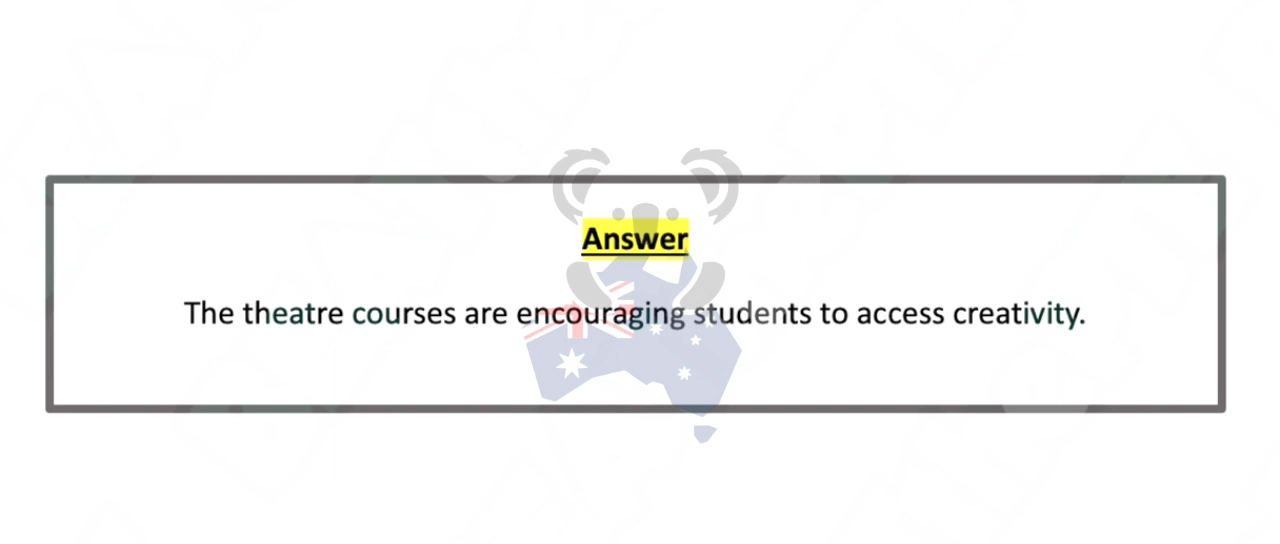 Answer
The theatre courses are encouraging students to access creativity.